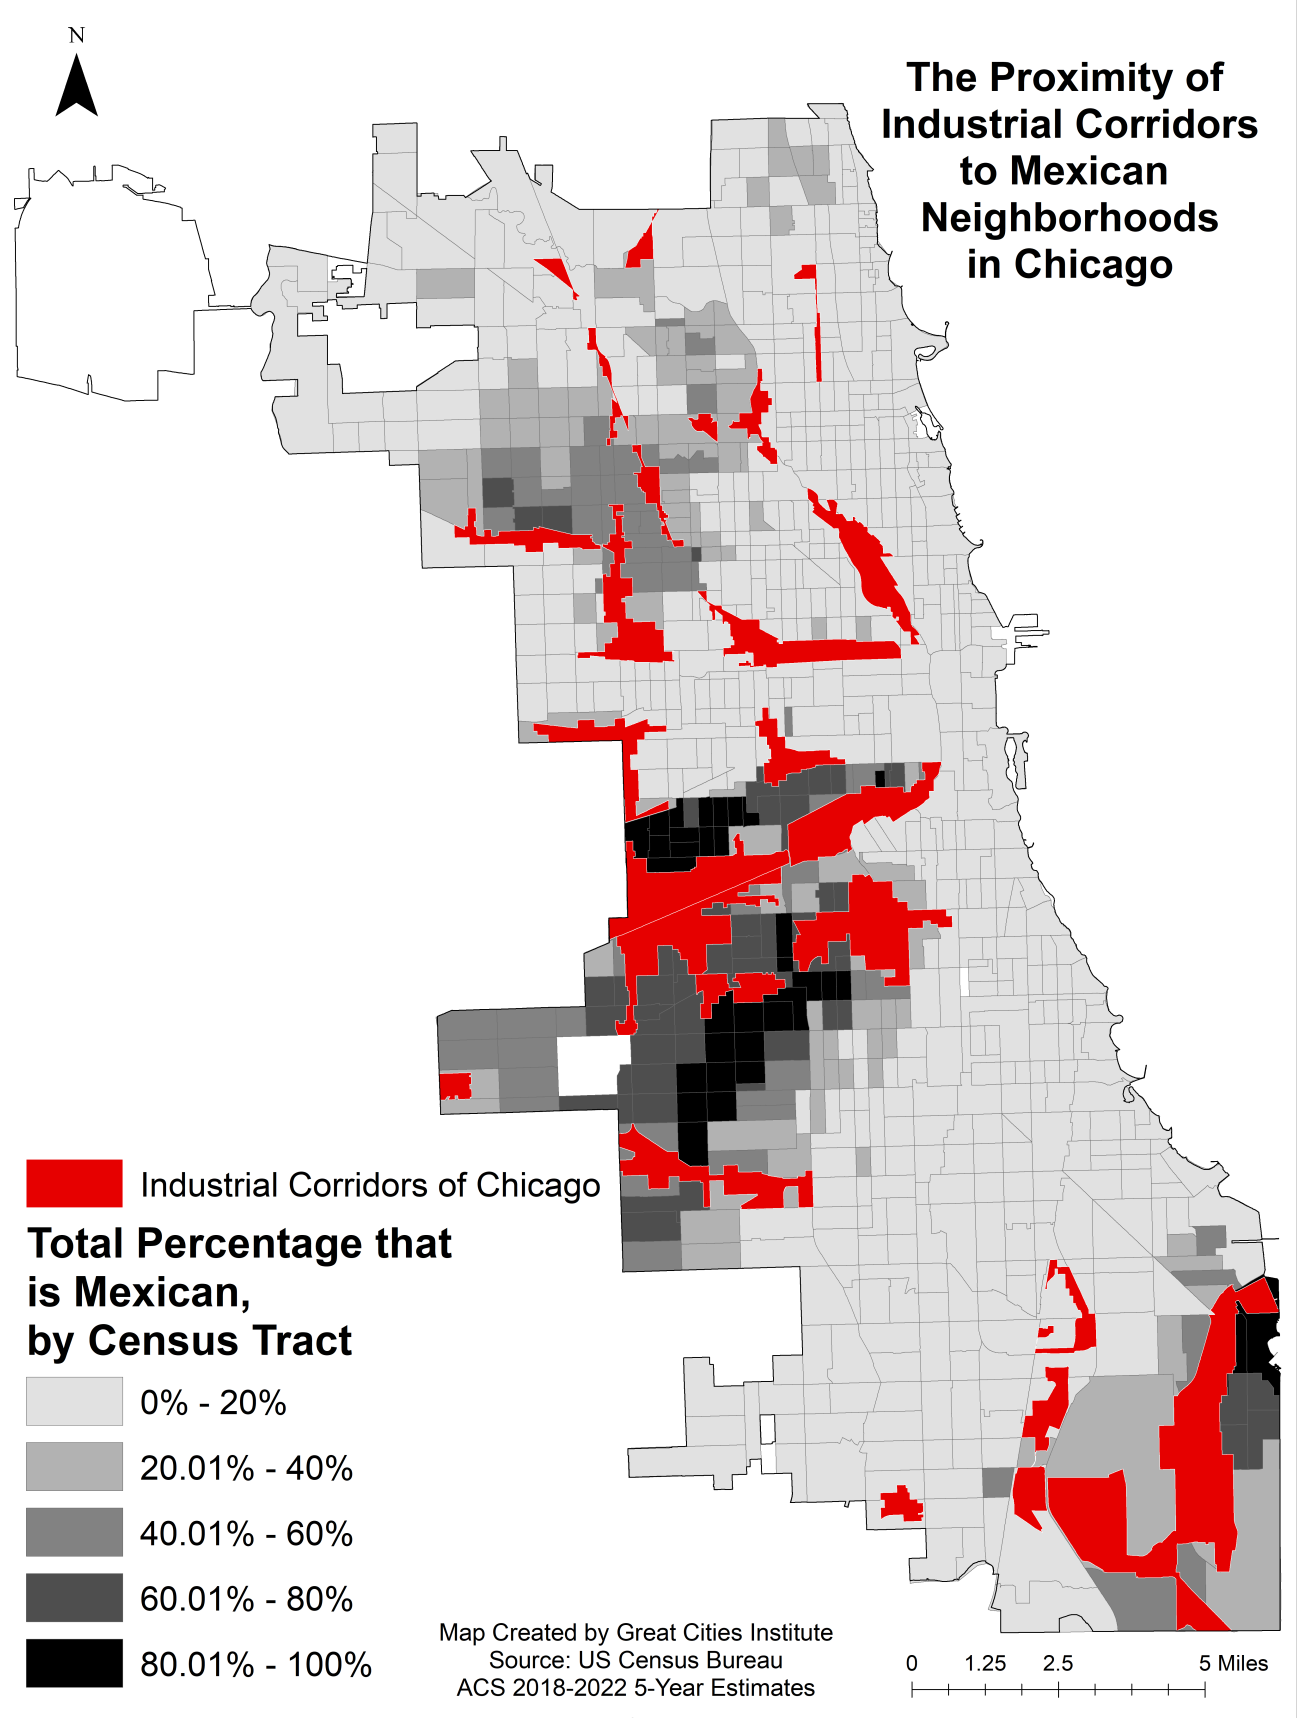 N
The Proximity of
Industrial Corridors
to Mexican
Neighborhoods
in Chicago
Industrial Corridors of Chicago
Total Percentage that
is Mexican,
by Census Tract
0% - 20%
20.01% - 40%
40.01% - 60%
60.01% - 80%
80.01% - 100%
Map Created by Great Cities Institute
Source: US Census Bureau
ACS 2018-2022 5-Year Estimates
0 1.25 2.5 5 Miles